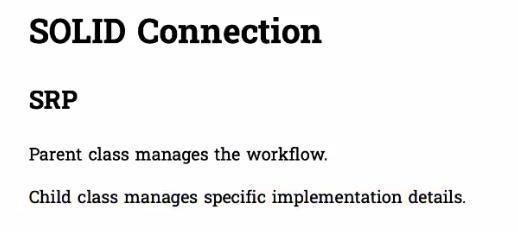 SOLID Connection
SRP
Parent class manages the workflow.
Child class manages specific implementation details.